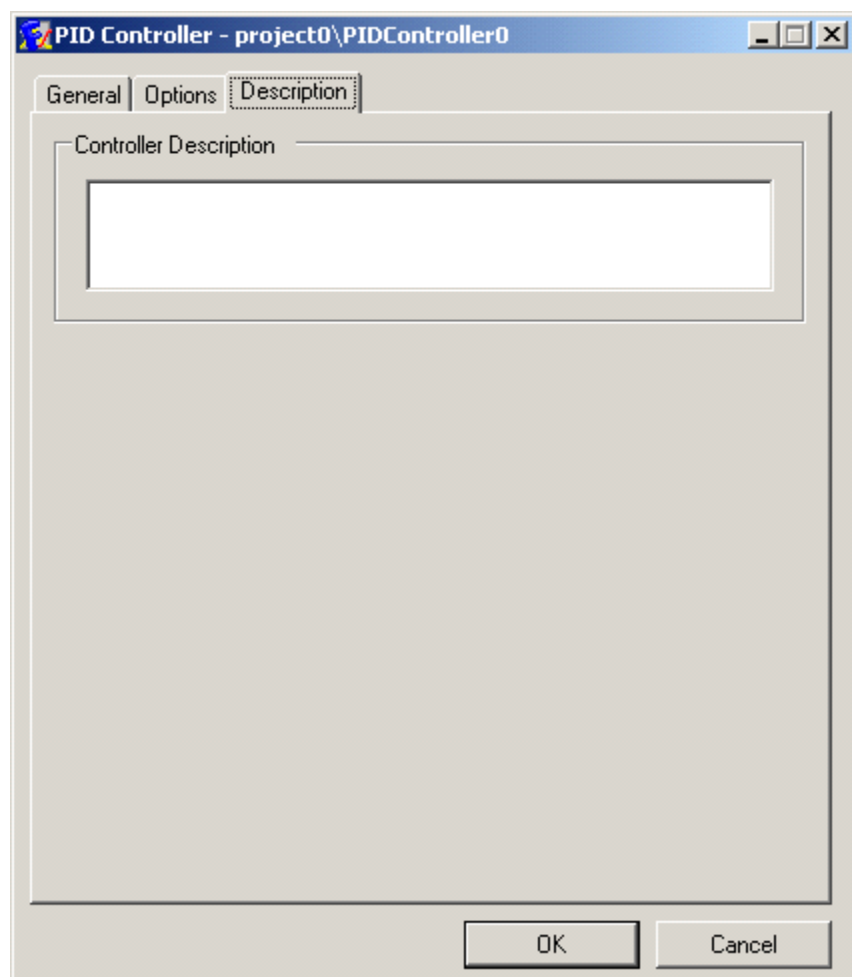 PID Controller - project0\PIDController0
General Options Description
Controller Description
OK Cancel